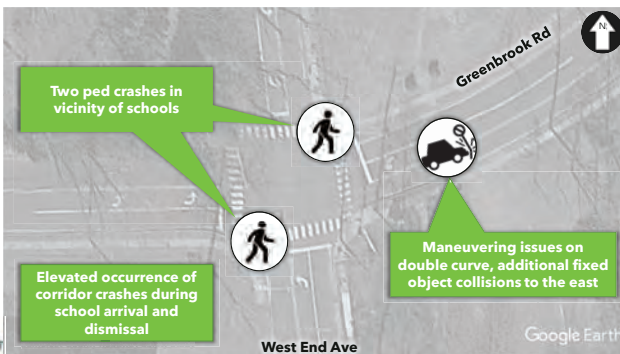 N
Greenbrook Rd
Two ped crashes in
vicinity of schools
Maneuvering issues on
double curve, additional fixed
object collisions to the east
Elevated occurrence of
corridor crashes during
school arrival and
dismissal
Google Earth
West End Ave